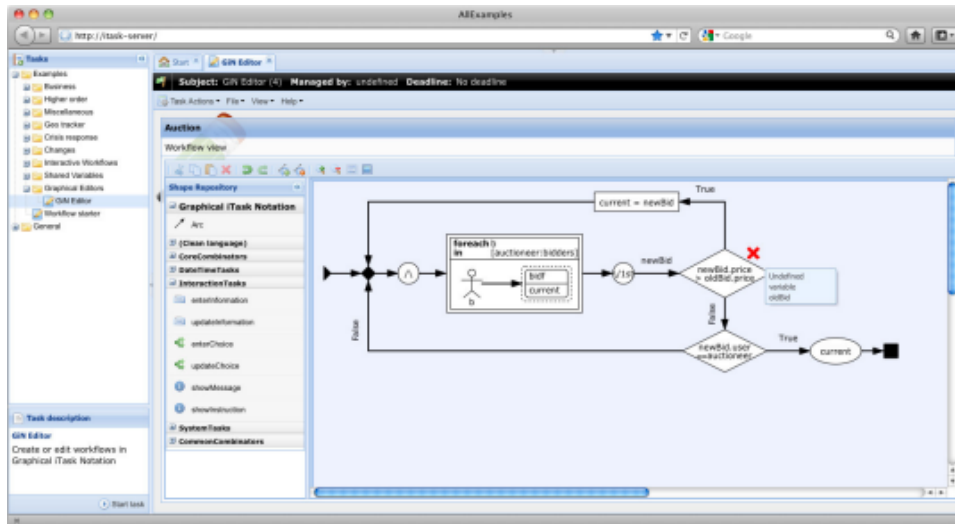 AllExamples
http://itask-server/
Google
Tasks
Examples
Business
Higher order
Miscellaneous
Geo tracker
Crisis response
Changes
Interactive Workflows
Shared Variables
Graphical Editors
GiN Editor
Workflow starter
General
Start
GiN Editor
Subject: GiN Editor (4) Managed by: undefined Deadline: No deadline
Task Actions File View Help
Auction
Workflow view
Shape Repository
Graphical iTask Notation
Arc
(Clean language)
CoreCombinators
DateTimeTasks
InteractionTasks
enterInformation
updateInformation
enterChoice
updateChoice
showMessage
showInstruction
SystemTasks
CommonCombinators
True
current = newBid
foreach b
in [auctioneer:bidders]
bidf
current
b
newBid
newBid.price
> oldBid.price
Undefined
variable
oldBid
False
False
newBid.user
==auctioneer
True
current
Task description
GiN Editor
Create or edit workflows in
Graphical iTask Notation
Start task